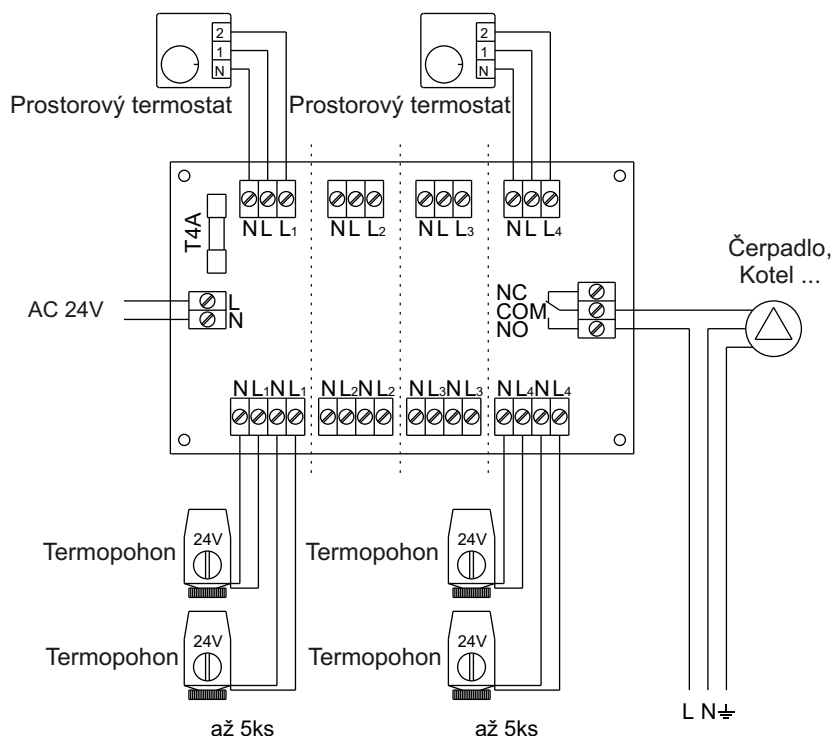 2 2
1 1
N N
Prostorový termostat Prostorový termostat
T4A
N L L1 N L L2 N L L3 N L L4
Čerpadlo,
Kotel ...
NC
AC 24V L COM
N NO
N L1 N L1 N L2 N L2 N L3 N L3 N L4 N L4
24V 24V
Termopohon Termopohon
24V 24V
Termopohon Termopohon
L N
až 5ks až 5ks